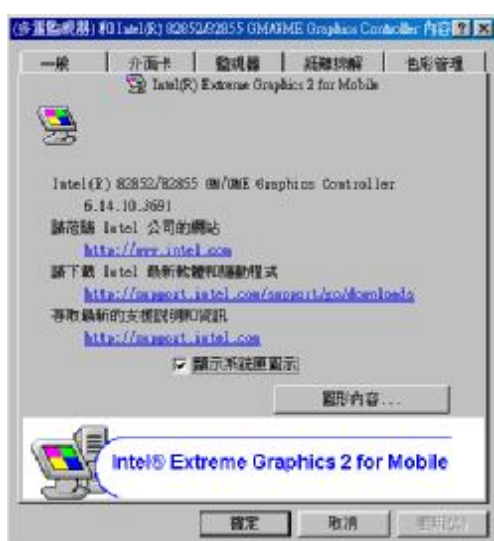 (多重監視器) 和 Intel(R) 82852/82855 GM/GME Graphics Controller 內容
一般 介面卡 監視器 疑難排解 色彩管理
Intel(R) Extreme Graphics 2 for Mobile
Intel(R) 82852/82855 GM/GME Graphics Controller
6.14.10.3691
請蒞臨 Intel 公司的網站
http://www.intel.com
請下載 Intel 最新軟體和驅動程式
http://support.intel.com/support/go/downloads
尋取最新的支援說明和資訊
http://support.intel.com
顯示系統匣圖示
圖形內容...
Intel® Extreme Graphics 2 for Mobile
確定 取消 套用(A)